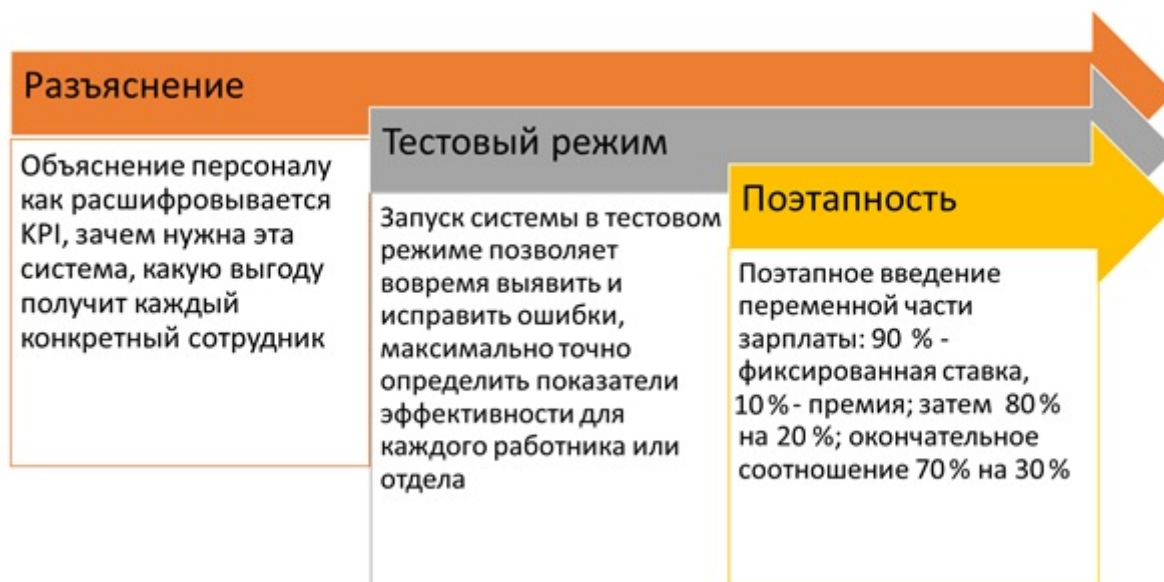 Разъяснение
Объяснение персоналу
как расшифровывается
KPI, зачем нужна эта
система, какую выгоду
получит каждый
конкретный сотрудник
Тестовый режим
Запуск системы в тестовом
режиме позволяет
вовремя выявить и
исправить ошибки,
максимально точно
определить показатели
эффективности для
каждого работника или
отдела
Поэтапность
Поэтапное введение
переменной части
зарплаты: 90 % -
фиксированная ставка,
10 % - премия; затем 80 %
на 20 %; окончательное
соотношение 70 % на 30 %